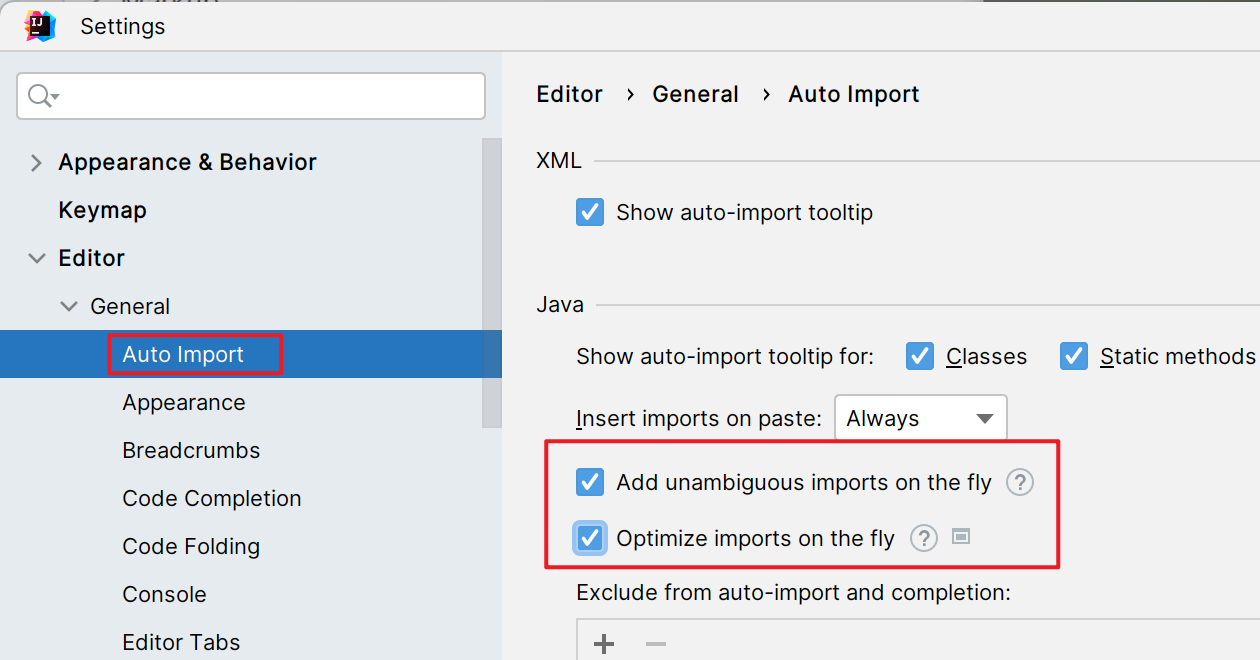 IJ
Settings
Editor › General › Auto Import
Appearance & Behavior
Keymap
Editor
General
Auto Import
Appearance
Breadcrumbs
Code Completion
Code Folding
Console
Editor Tabs
XML
Show auto-import tooltip
Java
Show auto-import tooltip for: Classes Static methods
Insert imports on paste: Always
Add unambiguous imports on the fly ?
Optimize imports on the fly ?
Exclude from auto-import and completion: